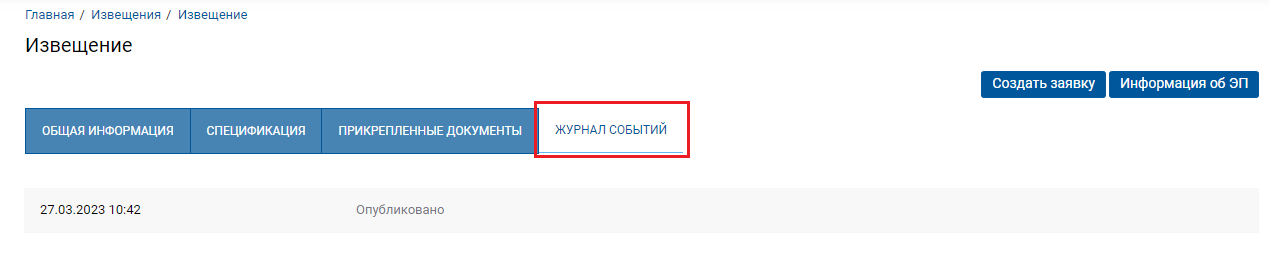 Главная / Извещения / Извещение
Извещение
Создать заявку Информация об ЭП
ОБЩАЯ ИНФОРМАЦИЯ СПЕЦИФИКАЦИЯ ПРИКРЕПЛЕННЫЕ ДОКУМЕНТЫ ЖУРНАЛ СОБЫТИЙ
27.03.2023 10:42 Опубликовано